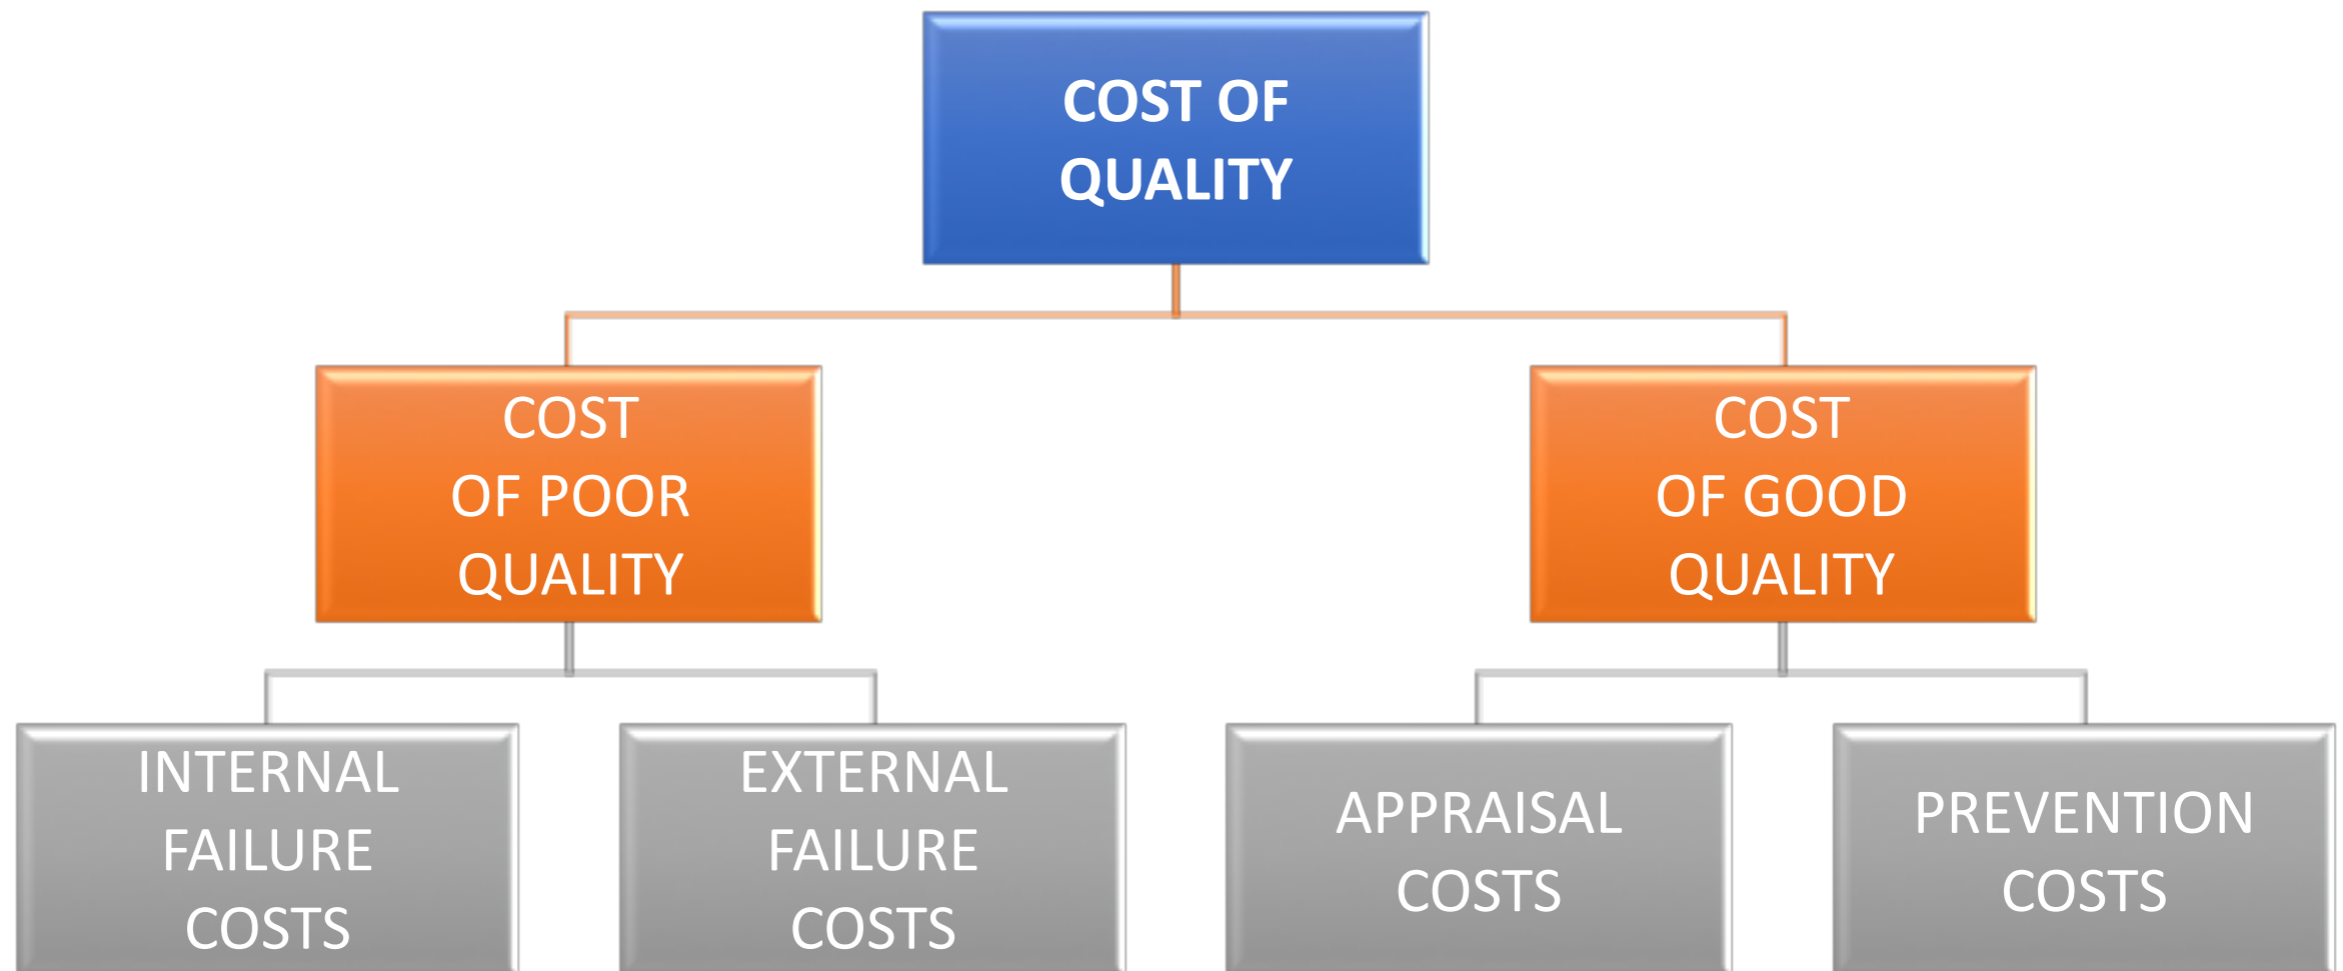 COST OF
QUALITY
COST
OF POOR
QUALITY
COST
OF GOOD
QUALITY
INTERNAL
FAILURE
COSTS
EXTERNAL
FAILURE
COSTS
APPRAISAL
COSTS
PREVENTION
COSTS